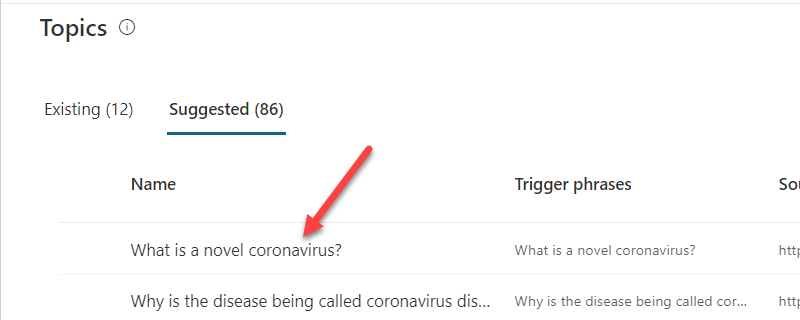 Topics
Existing (12) Suggested (86)
Name Trigger phrases Sou
What is a novel coronavirus? What is a novel coronavirus? http
Why is the disease being called coronavirus dis... Why is the disease being called cor... http